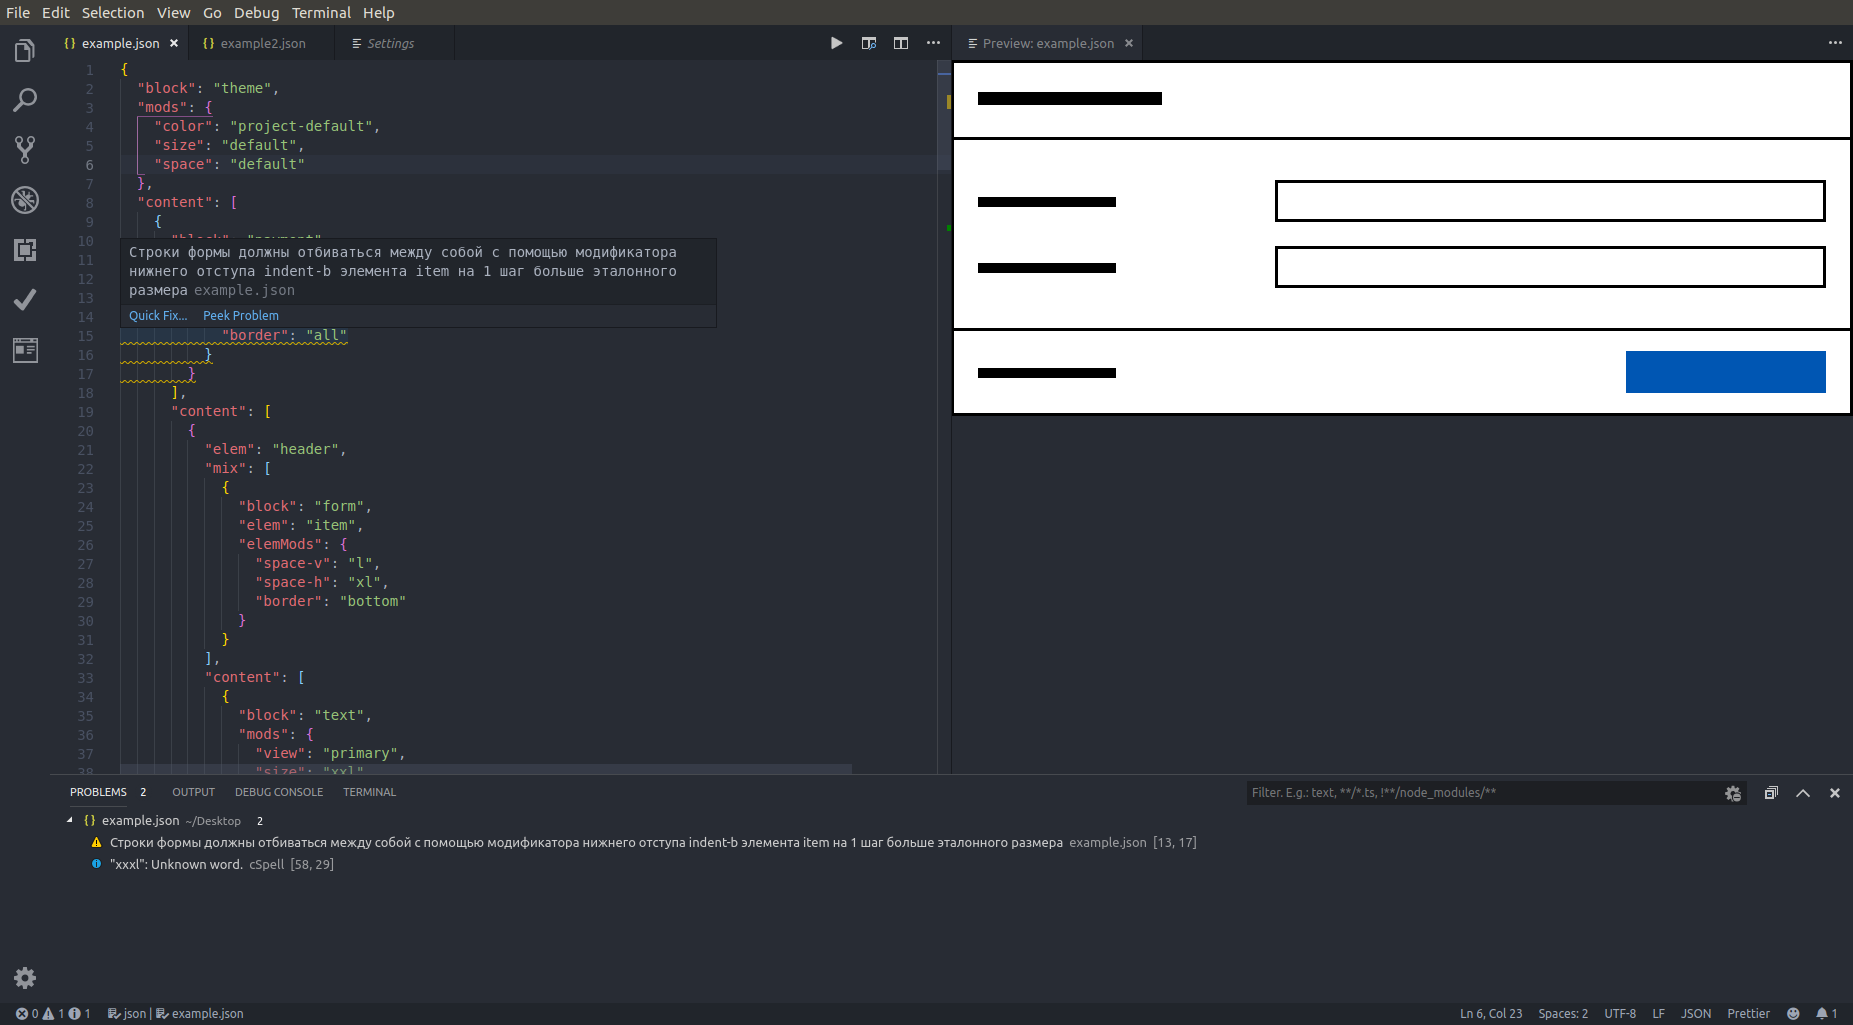 File Edit Selection View Go Debug Terminal Help
{} example.json × {} example2.json Settings
Preview: example.json ×
1 {
2 "block": "theme",
3 "mods": {
4 "color": "project-default",
5 "size": "default",
6 "space": "default"
7 },
8 "content": [
9 {
10
11
12
13
14
Строки формы должны отбиваться между собой с помощью модификатора
нижнего отступа indent-b элемента item на 1 шаг больше эталонного
размера example.json
Quick Fix... Peek Problem
15 "border": "all"
16 }
17 }
18 ],
19 "content": [
20 {
21 "elem": "header",
22 "mix": [
23 {
24 "block": "form",
25 "elem": "item",
26 "elemMods": {
27 "space-v": "l",
28 "space-h": "xl",
29 "border": "bottom"
30 }
31 }
32 ],
33 "content": [
34 {
35 "block": "text",
36 "mods": {
37 "view": "primary",
38 "size": "xxl"
PROBLEMS 2 OUTPUT DEBUG CONSOLE TERMINAL
Filter. E.g.: text, **/*.ts, !**/node_modules/**
{} example.json ~/Desktop 2
Строки формы должны отбиваться между собой с помощью модификатора нижнего отступа indent-b элемента item на 1 шаг больше эталонного размера example.json [13, 17]
"xxxl": Unknown word. cSpell [58, 29]
0 1 1 json | example.json
Ln 6, Col 23 Spaces: 2 UTF-8 LF JSON Prettier 1